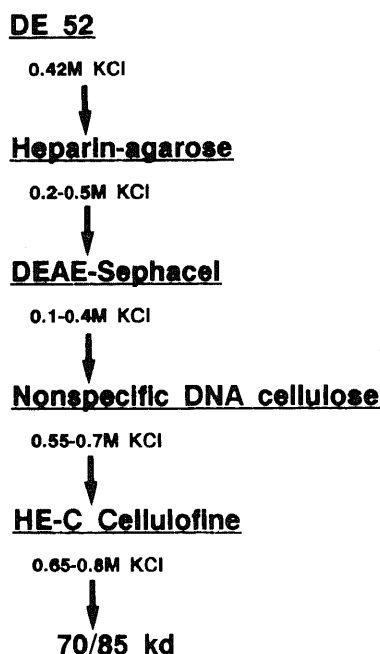 DE 52
0.42M KCl
Heparin-agarose
0.2-0.5M KCl
DEAE-Sephacel
0.1-0.4M KCl
Nonspecific DNA cellulose
0.55-0.7M KCl
HE-C Cellulofine
0.65-0.8M KCl
70/85 kd